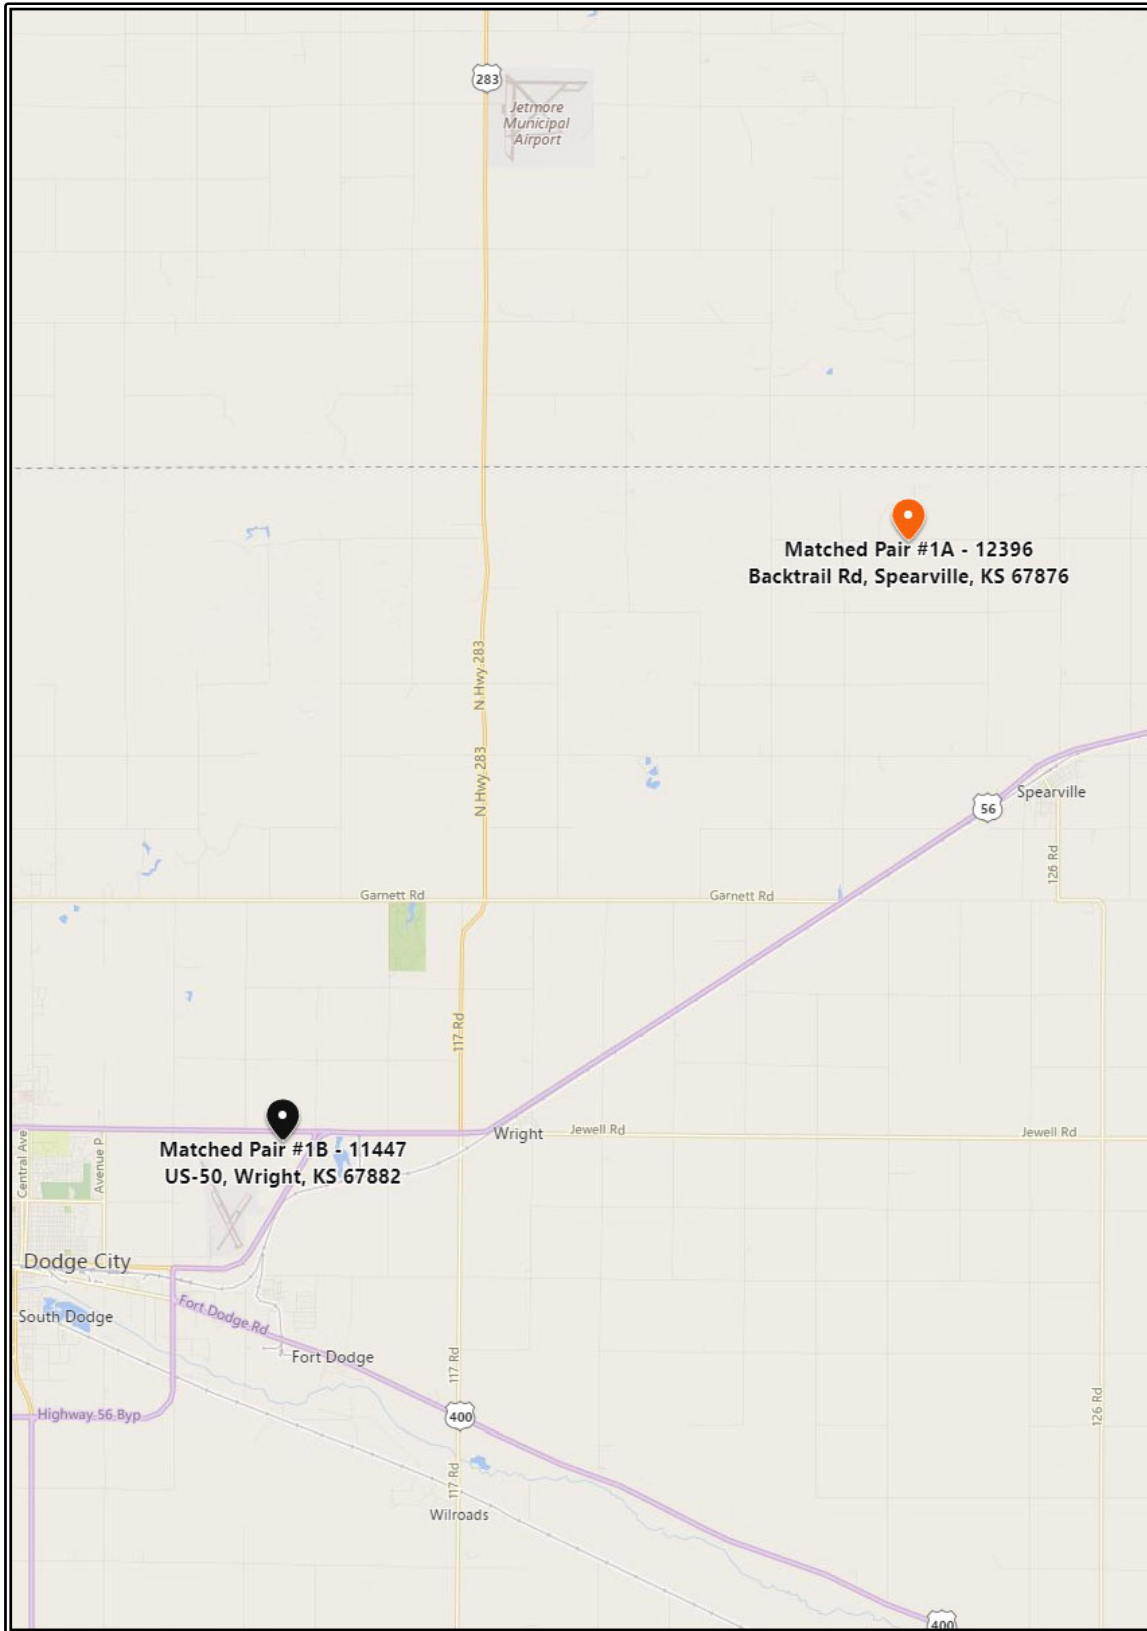 283
Jetmore
Municipal
Airport
Matched Pair #1A - 12396
Backtrail Rd, Spearville, KS 67876
N Hwy 283
N Hwy 283
Spearville
56
126 Rd
Garnett Rd
Garnett Rd
117 Rd
Matched Pair #1B - 11447
US-50, Wright, KS 67882
Wright
Jewell Rd
Jewell Rd
Central Ave
Avenue P
Dodge City
South Dodge
Fort Dodge Rd
Fort Dodge
117 Rd
Highway 56 Byp
400
126 Rd
117 Rd
Wilroads
400